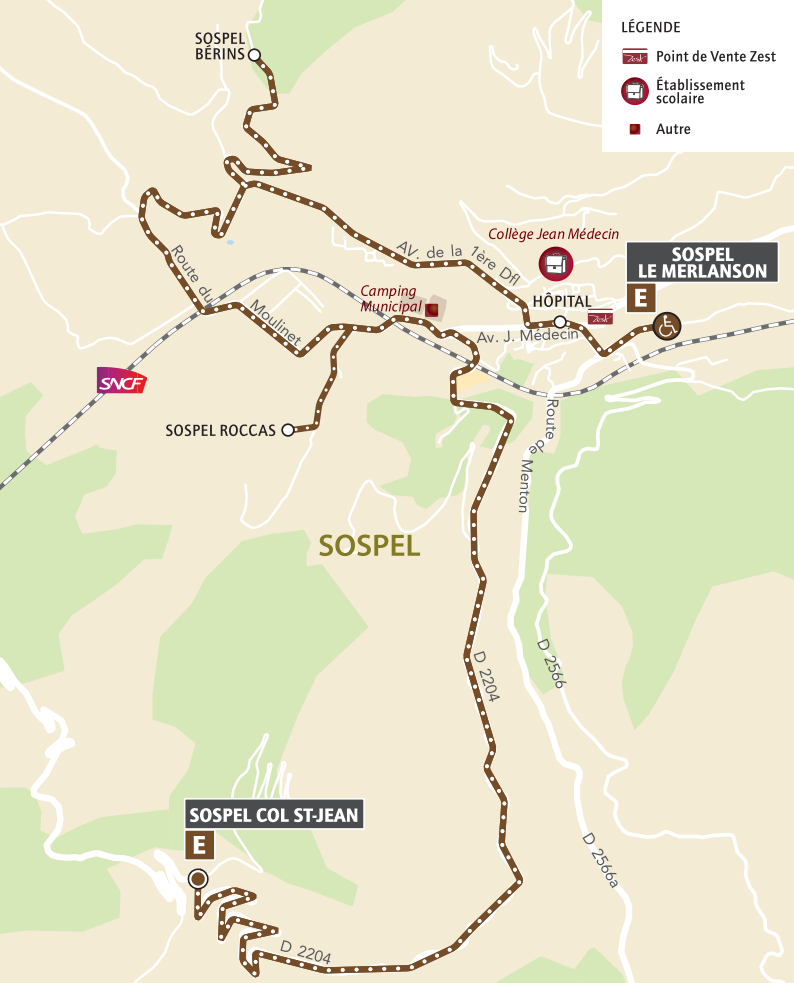 SOSPEL
BÉRINS
LÉGENDE
Zest
Point de Vente Zest
Établissement
scolaire
Autre
Collège Jean Médecin
AV. de la 1ère Dfl
SOSPEL
LE MERLANSON
E
Route du
Moulinet
Camping
Municipal
HÔPITAL
Zest
Av. J. Médecin
SNCF
SOSPEL ROCCAS
Route
de
Menton
SOSPEL
D 2204
D 2566
SOSPEL COL ST-JEAN
E
D 2566a
D 2204